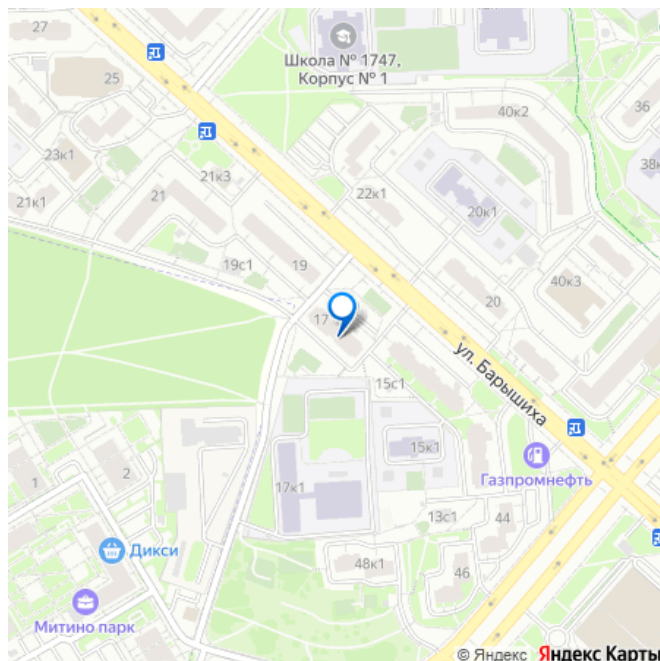 27
Школа № 1747,
Корпус № 1
25
40к2
36
38к
23к1
21к3
22к1
21
20к1
21к1
19с1
19
40к3
20
17
ул. Барышиха
15с1
15к1
Газпромнефть
2
1
17к1
13с1
44
Дикси
48к1
46
Митино парк
© Яндекс Яндекс Карты